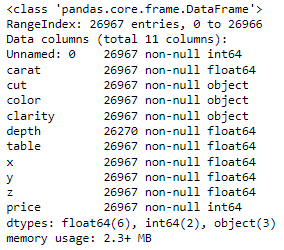 <class 'pandas.core.frame.DataFrame'>
RangeIndex: 26967 entries, 0 to 26966
Data columns (total 11 columns):
Unnamed: 0    26967 non-null int64
carat         26967 non-null float64
cut           26967 non-null object
color         26967 non-null object
clarity       26967 non-null object
depth         26270 non-null float64
table         26967 non-null float64
x             26967 non-null float64
y             26967 non-null float64
z             26967 non-null float64
price         26967 non-null int64
dtypes: float64(6), int64(2), object(3)
memory usage: 2.3+ MB